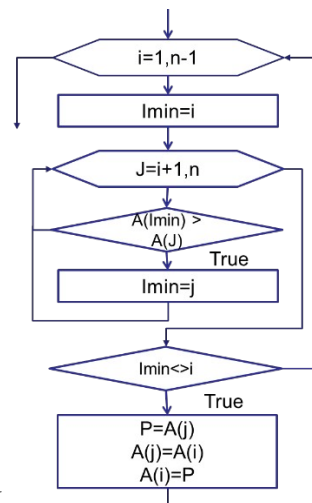 i=1,n-1
Imin=i
J=i+1,n
A(Imin) >
A(J)
True
Imin=j
Imin<>i
True
P=A(j)
A(j)=A(i)
A(i)=P